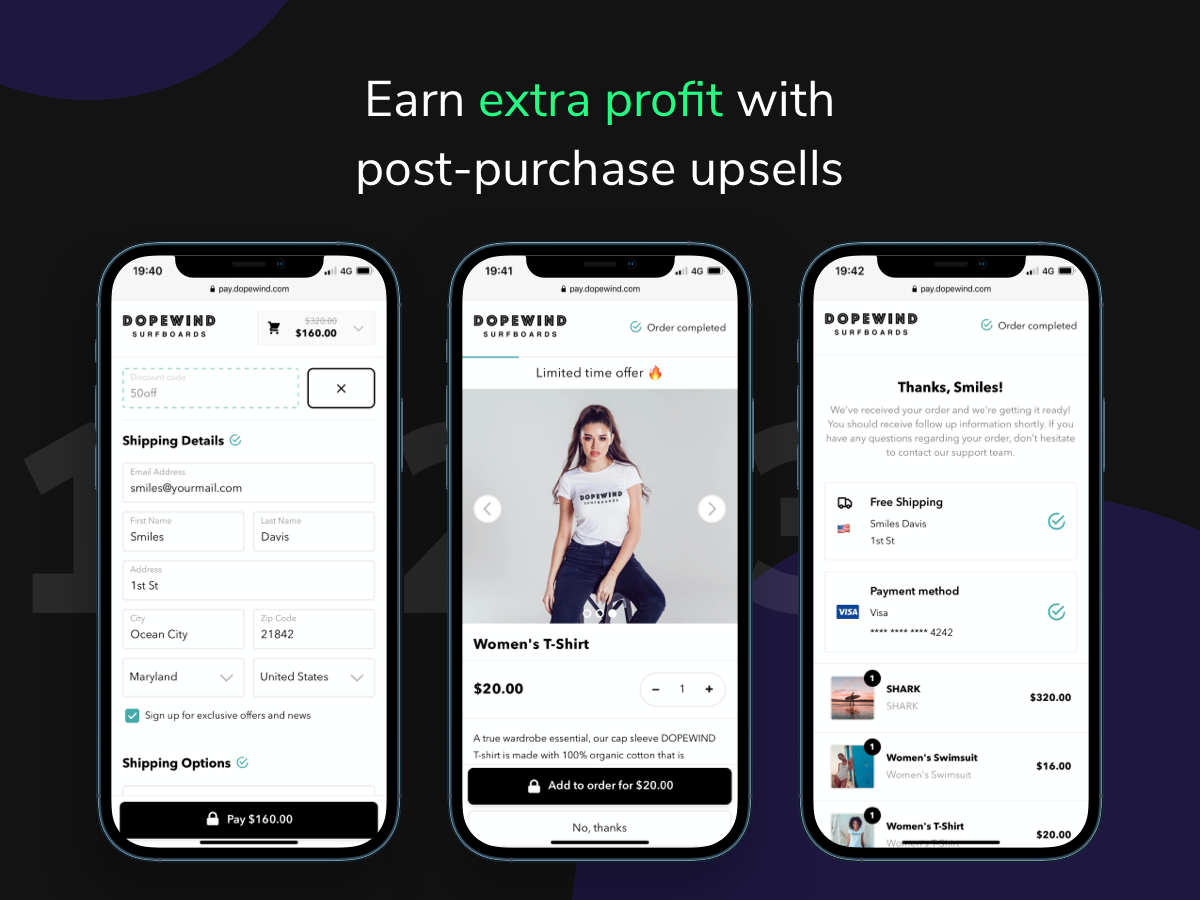 Earn extra profit with
post-purchase upsells
1
2
3
19:40
4G
pay.dopewind.com
DOPEWIND
SURFBOARDS
$320.00
$160.00
Discount code
50off
Shipping Details
Email Address
smiles@yourmail.com
First Name
Smiles
Last Name
Davis
Address
1st St
City
Ocean City
Zip Code
21842
Maryland
United States
Sign up for exclusive offers and news
Shipping Options
Pay $160.00
19:41
4G
pay.dopewind.com
DOPEWIND
SURFBOARDS
Order completed
Limited time offer 🔥
DOPEWIND
SURFBOARDS
Women's T-Shirt
$20.00
− 1 +
A true wardrobe essential, our cap sleeve DOPEWIND
T-shirt is made with 100% organic cotton that is
Add to order for $20.00
No, thanks
19:42
4G
pay.dopewind.com
DOPEWIND
SURFBOARDS
Order completed
Thanks, Smiles!
We've received your order and we're getting it ready!
You should receive follow up information shortly. If you
have any questions regarding your order, don't hesitate
to contact our support team.
Free Shipping
Smiles Davis
1st St
Payment method
VISA
Visa
**** **** **** 4242
1
SHARK
SHARK
$320.00
1
Women's Swimsuit
Women's Swimsuit
$16.00
1
Women's T-Shirt
Women's T-Shirt
$20.00